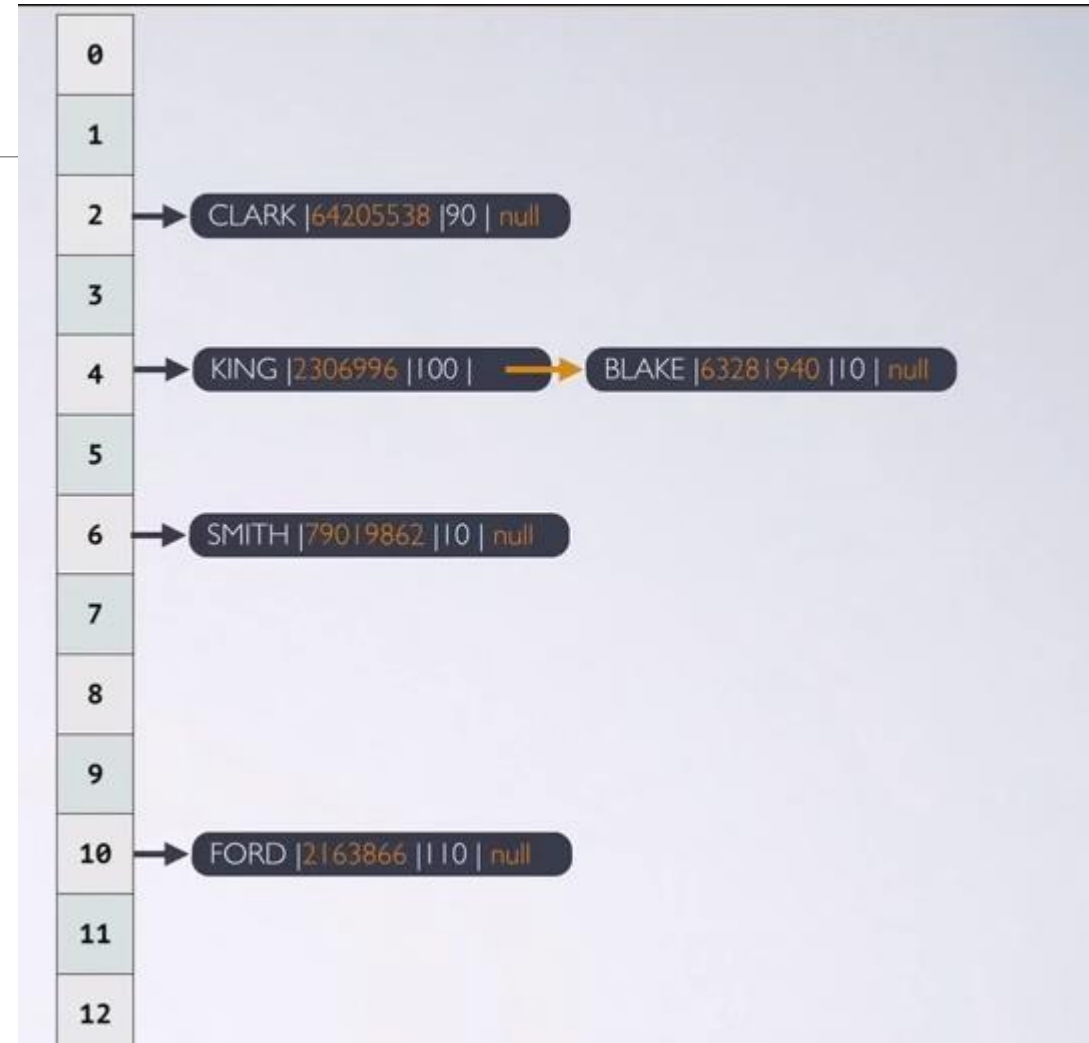 0
1
2 CLARK |64205538 |90 | null
3
4 KING |2306996 |100 | BLAKE |63281940 |10 | null
5
6 SMITH |79019862 |10 | null
7
8
9
10 FORD |2163866 |110 | null
11
12